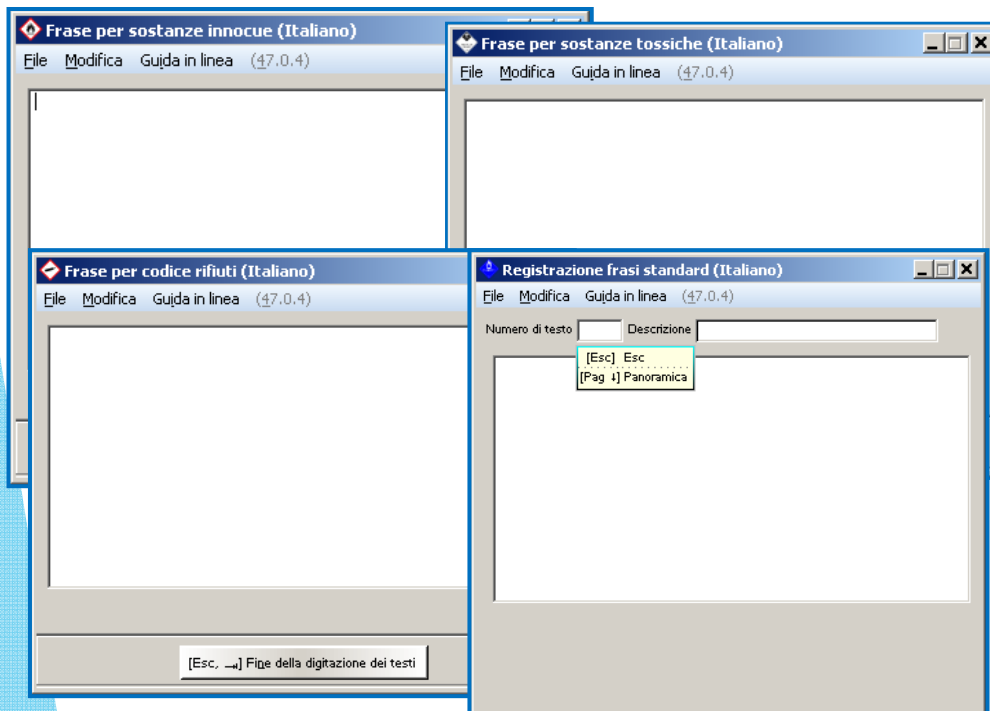 Frase per sostanze innocue (Italiano)
File Modifica Guida in linea (47.0.4)
Frase per sostanze tossiche (Italiano)
File Modifica Guida in linea (47.0.4)
Frase per codice rifiuti (Italiano)
File Modifica Guida in linea (47.0.4)
[Esc, →] Fine della digitazione dei testi
Registrazione frasi standard (Italiano)
File Modifica Guida in linea (47.0.4)
Numero di testo Descrizione
[Esc] Esc
[Pag ↓] Panoramica